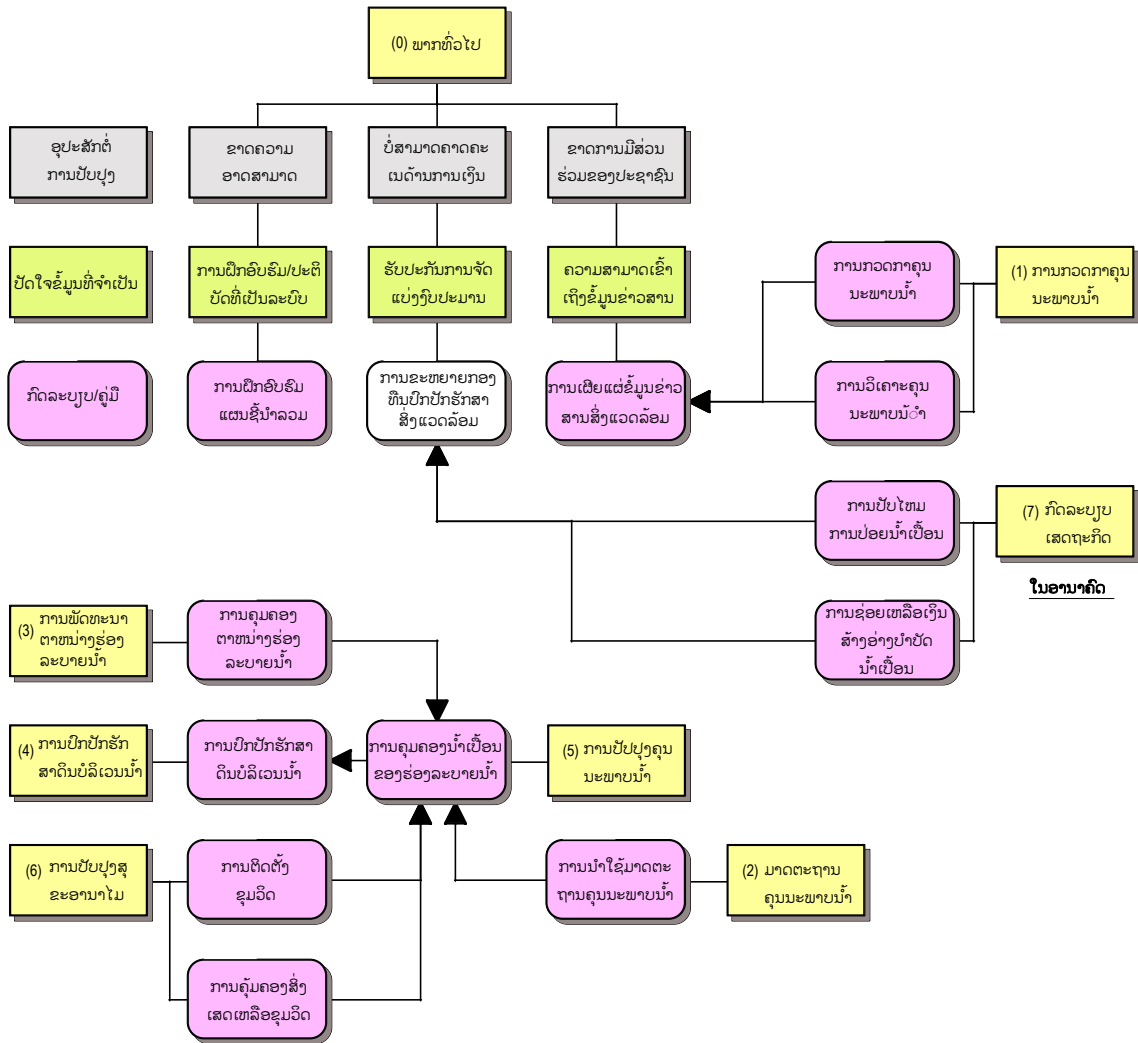 (0) ພາກທົ່ວໄປ
ອຸປະສັກຕໍ່
ການປັບປຸງ
ຂາດຄວາມ
ອາດສາມາດ
ບໍ່ສາມາດຄາດຄະ
ເນດ້ານການເງິນ
ຂາດການມີສ່ວນ
ຮ່ວມຂອງປະຊາຊົນ
ປັດໃຈຂໍ້ມູນທີ່ຈຳເປັນ
ການຝຶກອົບຮົມ/ປະຕິ
ບັດທີ່ເປັນລະບົບ
ຮັບປະກັນການຈັດ
ແບ່ງງົບປະມານ
ຄວາມສາມາດເຂົ້າ
ເຖິງຂໍ້ມູນຂ່າວສານ
ການກວດກາຄຸນ
ນະພາບນ້ຳ
(1) ການກວດກາຄຸນ
ນະພາບນ້ຳ
ກົດລະບຽບ/ຄູ່ມື
ການຝຶກອົບຮົມ
ແຜນຊີ້ນຳລວມ
ການຂະຫຍາຍກອງ
ທຶນປົກປັກຮັກສາ
ສິ່ງແວດລ້ອມ
ການເຜີຍແຜ່ຂໍ້ມູນຂ່າວ
ສານສິ່ງແວດລ້ອມ
ການວິເຄາະຄຸນ
ນະພາບນ້ຳ
ການປັບໄຫມ
ການປ່ອຍນ້ຳເປື້ອນ
(7) ກົດລະບຽບ
ເສດຖະກິດ
ໃນອານາຄົດ
ການຊ່ອຍເຫລືອເງິນ
ສ້າງອ່າງບຳບັດ
ນ້ຳເປື້ອນ
(3) ການພັດທະນາ
ຕາຫນ່າງຮ່ອງ
ລະບາຍນ້ຳ
ການຄຸມຄອງ
ຕາຫນ່າງຮ່ອງ
ລະບາຍນ້ຳ
(4) ການປົກປັກຮັກ
ສາດິນບໍລິເວນນ້ຳ
ການປົກປັກຮັກສາ
ດິນບໍລິເວນນ້ຳ
ການຄຸມຄອງນ້ຳເປື້ອນ
ຂອງຮ່ອງລະບາຍນ້ຳ
(5) ການປັປປຸງຄຸນ
ນະພາບນ້ຳ
(6) ການປັບປຸງສຸ
ຂະອານາໄມ
ການຕິດຕັ້ງ
ຂຸມວິດ
ການນຳໃຊ້ມາດຕະ
ຖານຄຸນນະພາບນ້ຳ
(2) ມາດຕະຖານ
ຄຸນນະພາບນ້ຳ
ການຄຸ້ມຄອງສິ່ງ
ເສດເຫລືອຂຸມວິດ